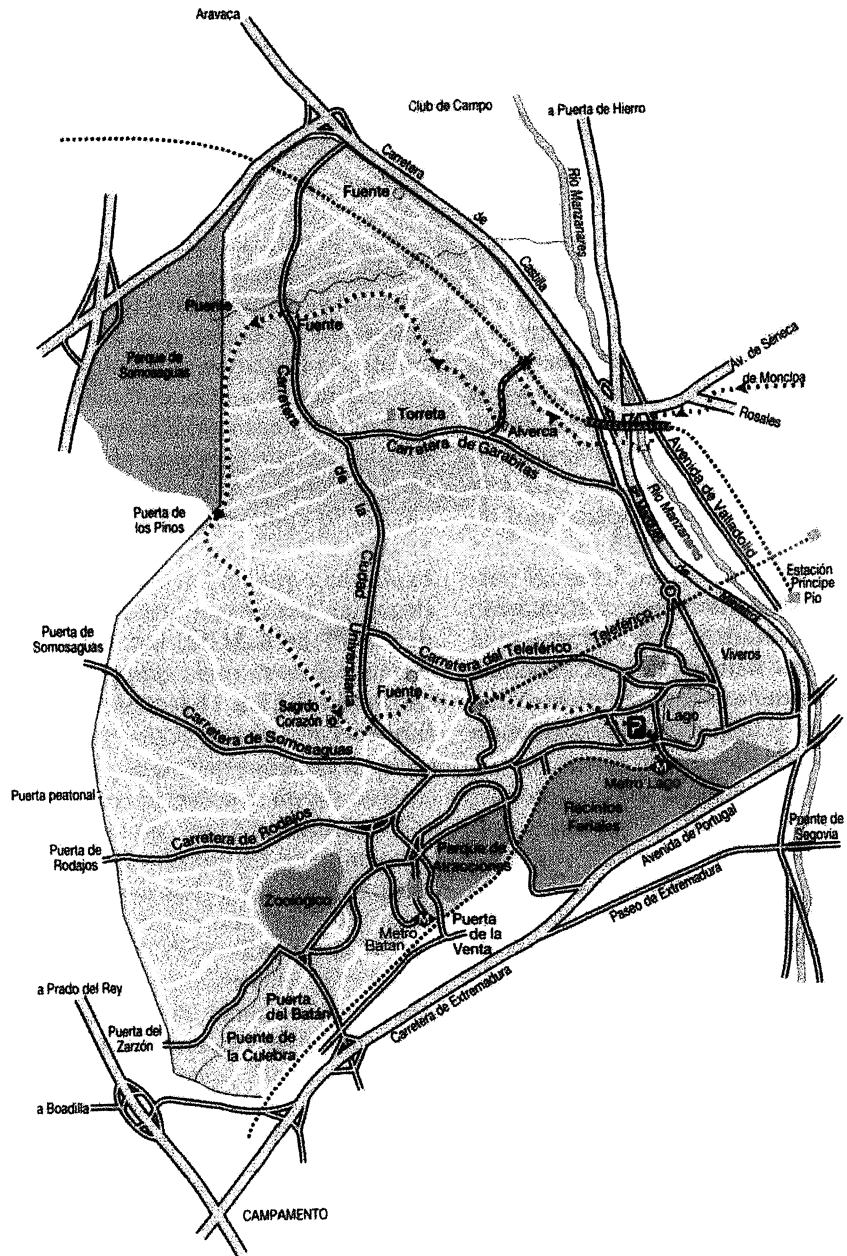 Aravaca
Club de Campo
a Puerta de Hierro
Carretera
de
Castilla
Río Manzanares
Fuente
Puente
Fuente
Parque de
Somosaguas
Av. de Séneca
de Moncloa
Rosales
Torreta
Alverca
Carretera de Garabitas
Carretera
de
la
Ciudad
Universitaria
Avenida de Valladolid
Río Manzanares
Puerta de
los Pinos
Estación
Príncipe
Pío
Teleférico
Puerta de
Somosaguas
Carretera del Teleférico
Viveros
Fuente
Sagrdo
Corazón
Lago
P
Carretera de Somosaguas
M
Metro Lago
Puerta peatonal
Recintos
Feriales
Carretera de Rodajos
Puerta de
Rodajos
Avenida de Portugal
Puente de
Segovia
Parque de
Atracciones
Paseo de Extremadura
Zoológico
M
Metro
Batán
Puerta
de la
Venta
a Prado del Rey
Puerta
del Batán
Carretera de Extremadura
Puerta del
Zarzón
Puente de
la Culebra
a Boadilla
CAMPAMENTO